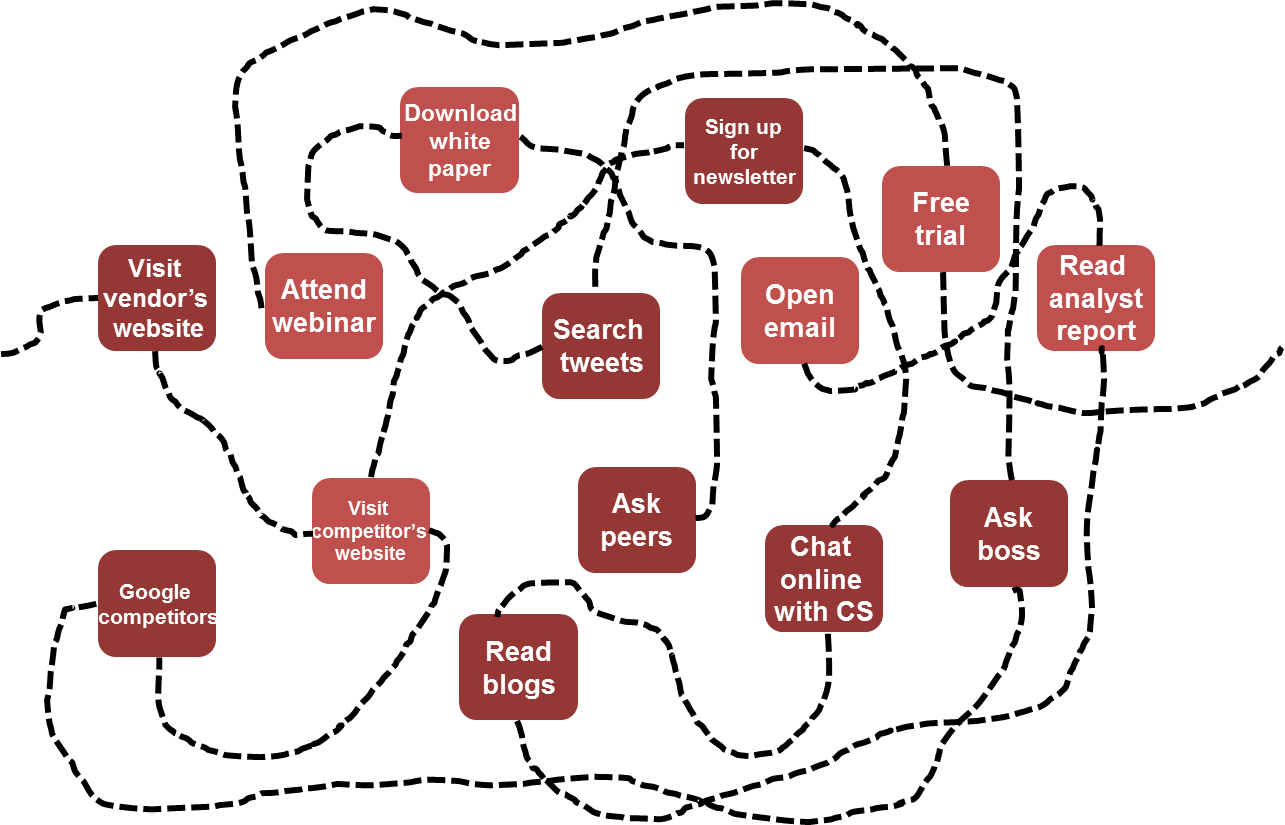 Download
white
paper
Sign up
for
newsletter
Free
trial
Visit
vendor’s
website
Attend
webinar
Search
tweets
Open
email
Read
analyst
report
Visit
competitor’s
website
Ask
peers
Chat
online
with CS
Ask
boss
Google
competitors
Read
blogs